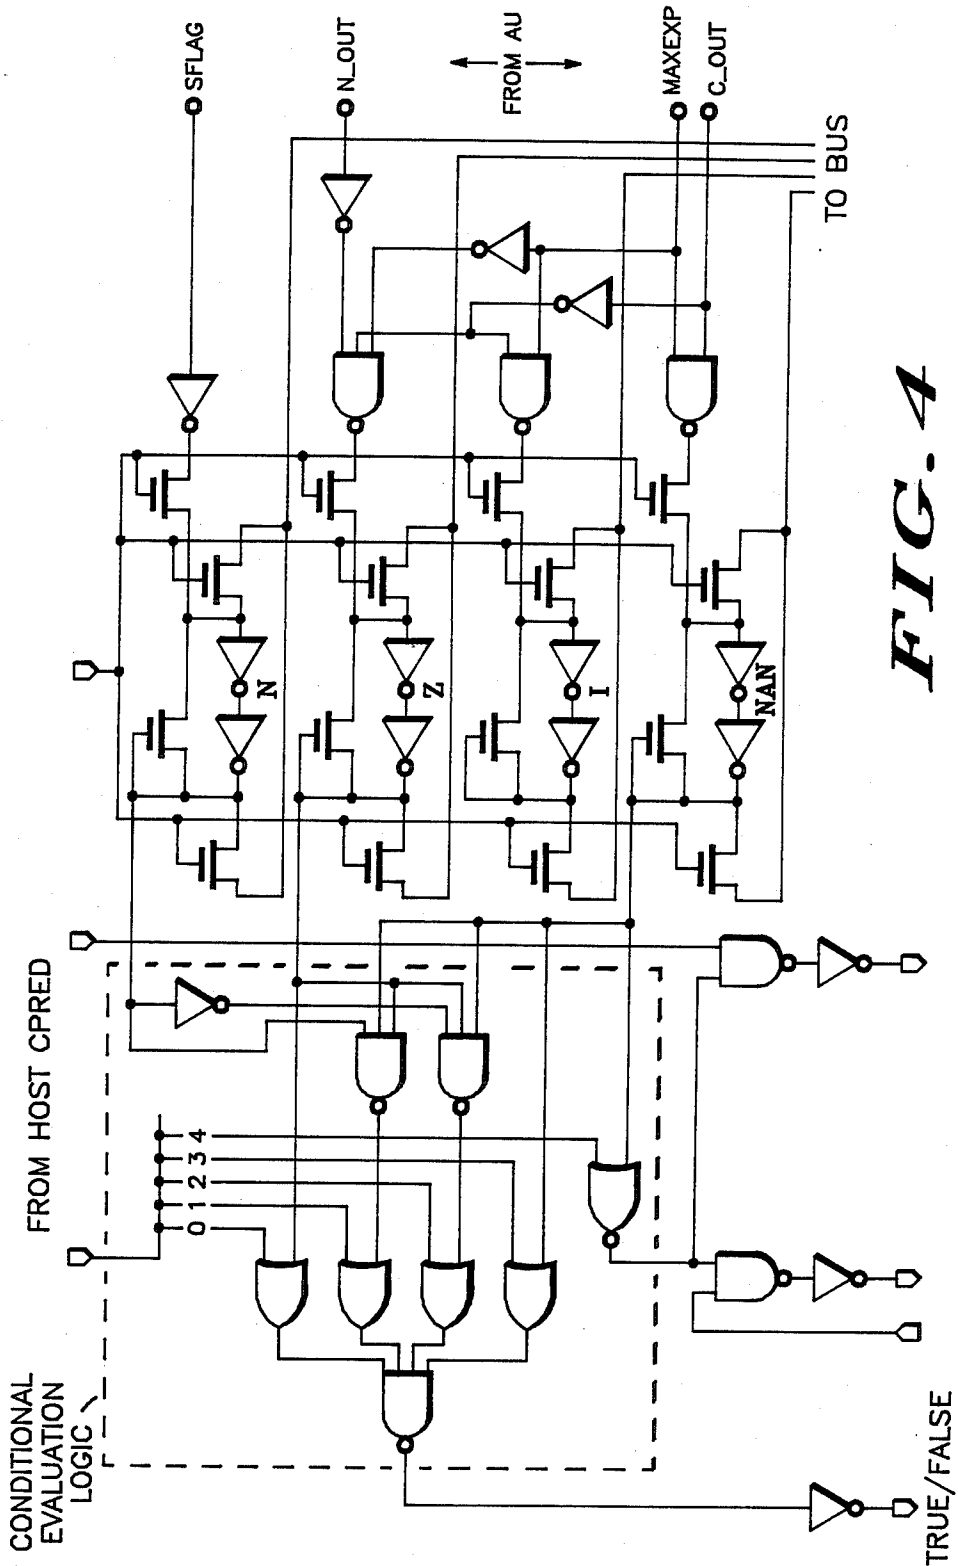 CONDITIONAL
EVALUATION
LOGIC
FROM HOST CPRED
0
1
2
3
4
N
Z
I
NAN
SFLAG
N_OUT
FROM AU
MAXEXP
C_OUT
TO BUS
TRUE/FALSE
FIG. 4